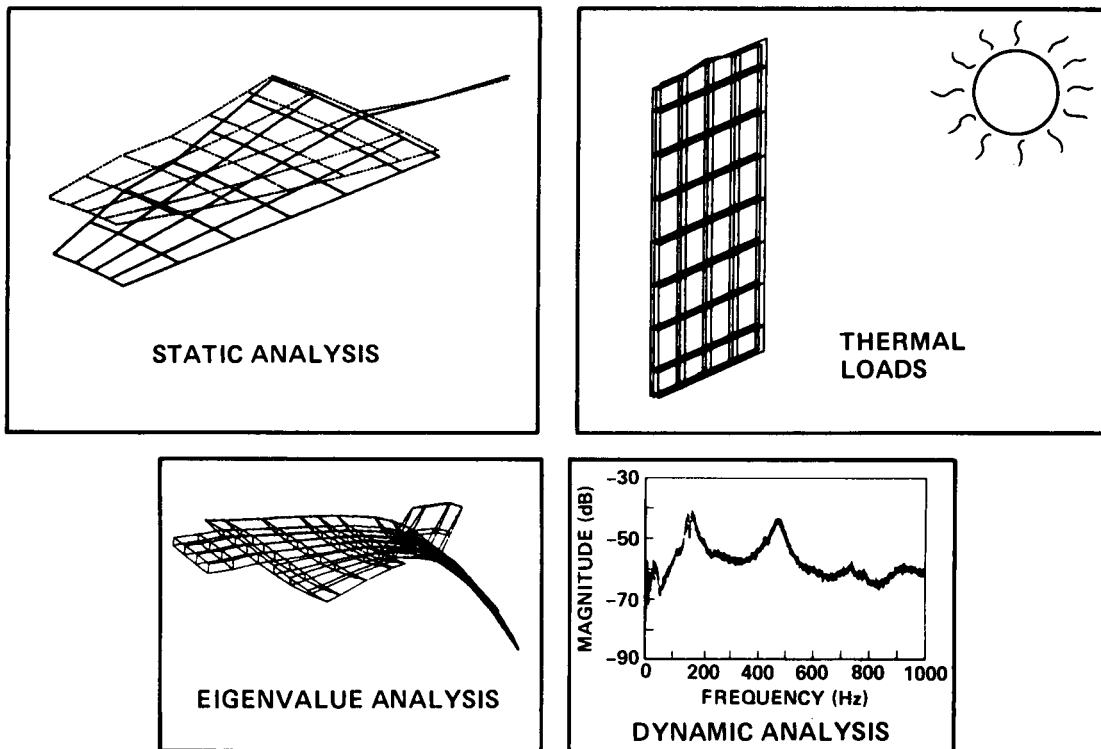 STATIC ANALYSIS
THERMAL
LOADS
EIGENVALUE ANALYSIS
MAGNITUDE (dB)
-30
-50
-70
-90
0 200 400 600 800 1000
FREQUENCY (Hz)
DYNAMIC ANALYSIS